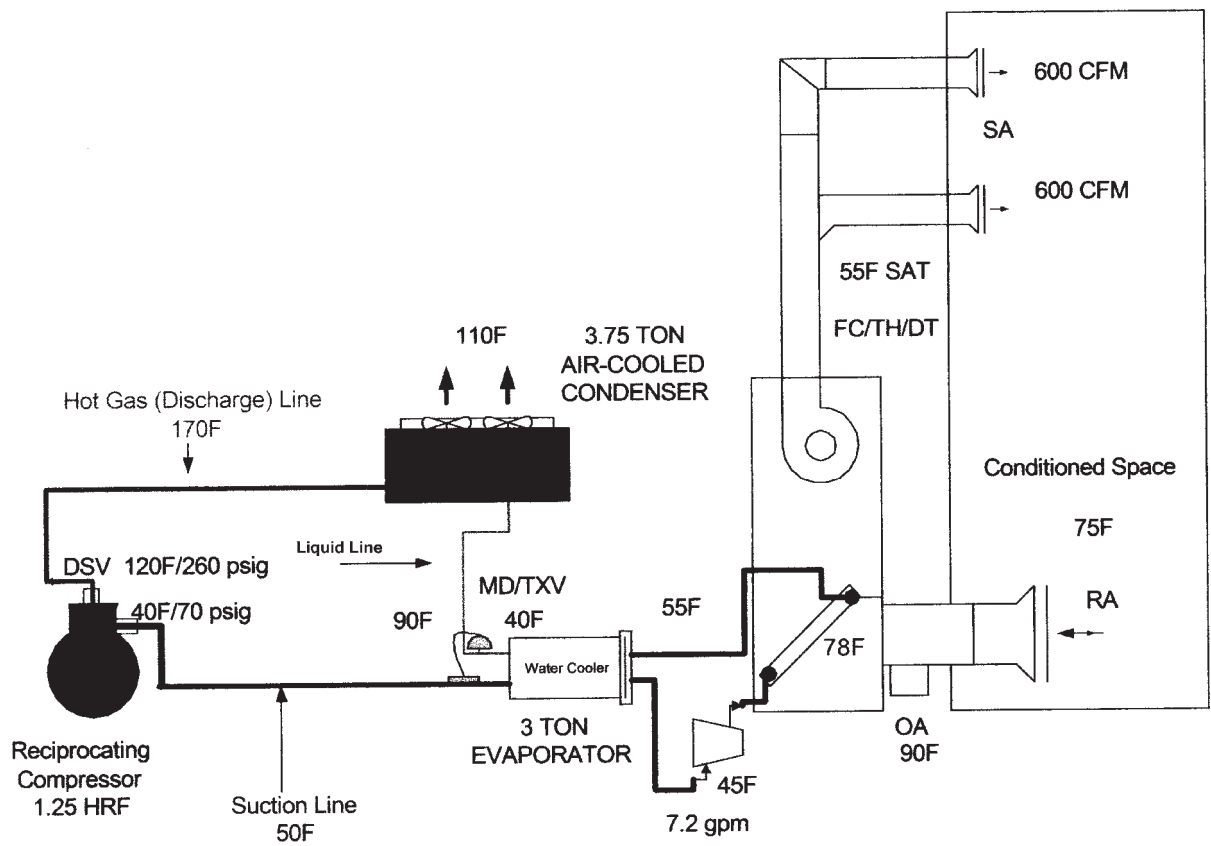 600 CFM
SA
600 CFM
55F SAT
FC/TH/DT
110F
3.75 TON
AIR-COOLED
CONDENSER
Hot Gas (Discharge) Line
170F
Conditioned Space
75F
Liquid Line
DSV 120F/260 psig
40F/70 psig
MD/TXV
90F
40F
55F
RA
78F
Water Cooler
3 TON
EVAPORATOR
OA
90F
45F
7.2 gpm
Reciprocating
Compressor
1.25 HRF
Suction Line
50F